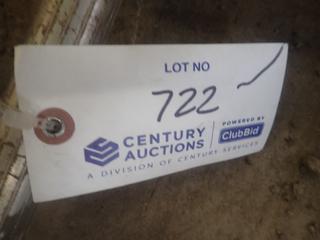 LOT NO
722
CENTURY AUCTIONS
POWERED BY
ClubBid
A DIVISION OF CENTURY SERVICES